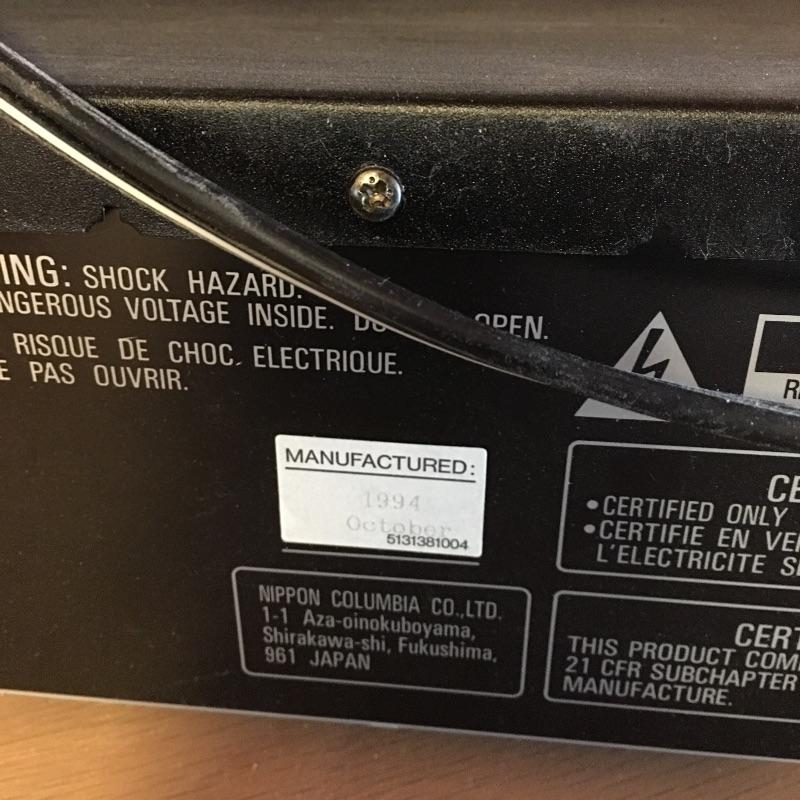 ING: SHOCK HAZARD.
NGEROUS VOLTAGE INSIDE. OPEN.
RISQUE DE CHOC ELECTRIQUE.
E PAS OUVRIR.
MANUFACTURED:
1994
October
5131381004
NIPPON COLUMBIA CO.,LTD.
1-1 Aza-oinokuboyama,
Shirakawa-shi, Fukushima,
961 JAPAN
CE
•CERTIFIED ONLY
•CERTIFIE EN VE
L'ELECTRICITE S
CERT
THIS PRODUCT COM
21 CFR SUBCHAPTER
MANUFACTURE.